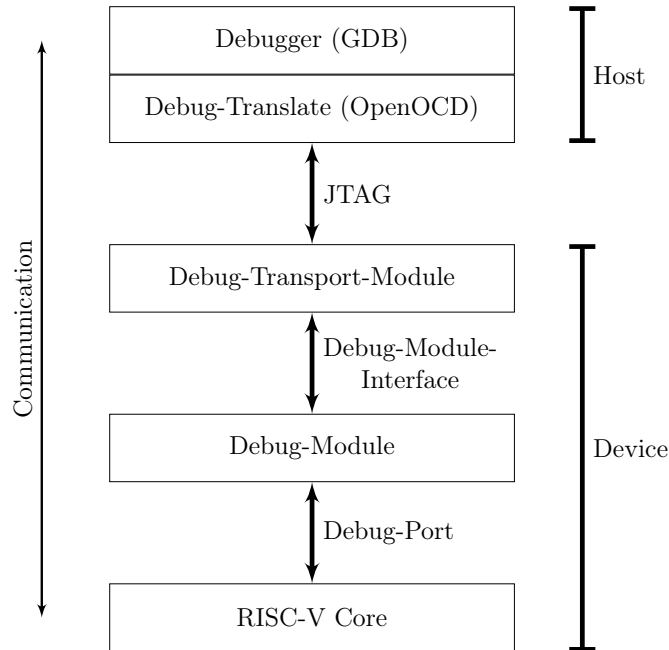 Debugger (GDB)
Host
Debug-Translate (OpenOCD)
JTAG
Communication
Debug-Transport-Module
Debug-Module-
Interface
Debug-Module
Device
Debug-Port
RISC-V Core